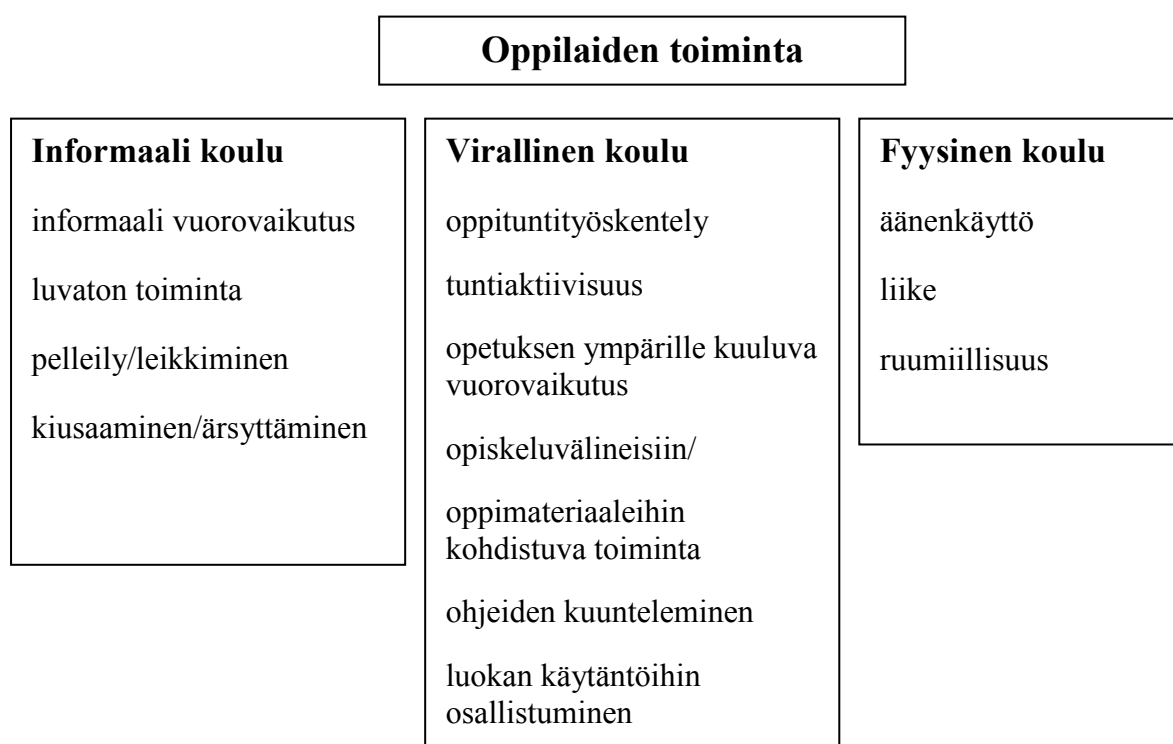 Oppilaiden toiminta
Informaali koulu
informaali vuorovaikutus
luvaton toiminta
pelleily/leikkiminen
kiusaaminen/ärsyttäminen
Virallinen koulu
oppituntityöskentely
tuntiaktiivisuus
opetuksen ympärille kuuluva
vuorovaikutus
opiskeluvälineisiin/
oppimateriaaleihin
kohdistuva toiminta
ohjeiden kuunteleminen
luokan käytäntöihin
osallistuminen
Fyysinen koulu
äänenkäyttö
liike
ruumiillisuus